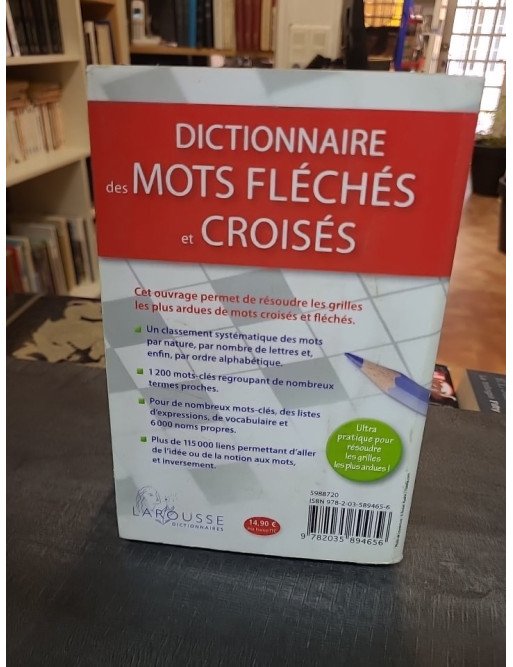 DICTIONNAIRE
des MOTS FLÉCHÉS
et CROISÉS
Cet ouvrage permet de résoudre les grilles
les plus ardues de mots croisés et fléchés.
Un classement systématique des mots
par nature, par nombre de lettres et,
enfin, par ordre alphabétique.
1 200 mots-clés regroupant de nombreux
termes proches.
Pour de nombreux mots-clés, des listes
d'expressions, de vocabulaire et
6 000 noms propres.
Plus de 115 000 liens permettant d'aller
de l'idée ou de la notion aux mots,
et inversement.
Ultra
pratique pour
résoudre
les grilles
les plus ardues !
LAROUSSE
DICTIONNAIRES
14,90 €
5988720
ISBN 978-2-03-589465-6
9 782035 894656